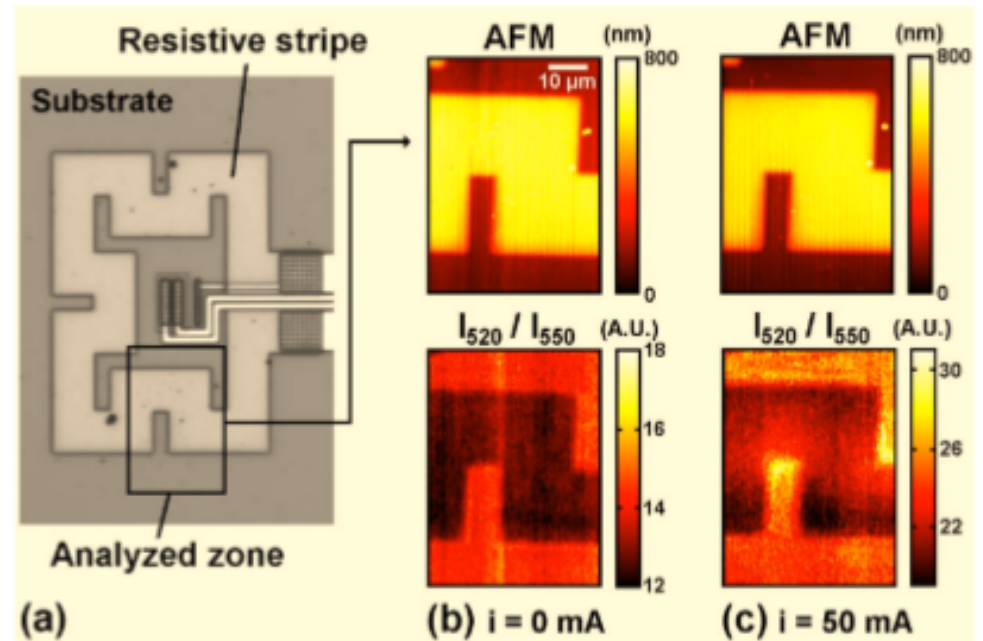 Resistive stripe
Substrate
Analyzed zone
(a)
AFM (nm)
10 µm
800
0
I520 / I550 (A.U.)
18
16
14
12
(b) i = 0 mA
AFM (nm)
800
0
I520 / I550 (A.U.)
30
26
22
(c) i = 50 mA